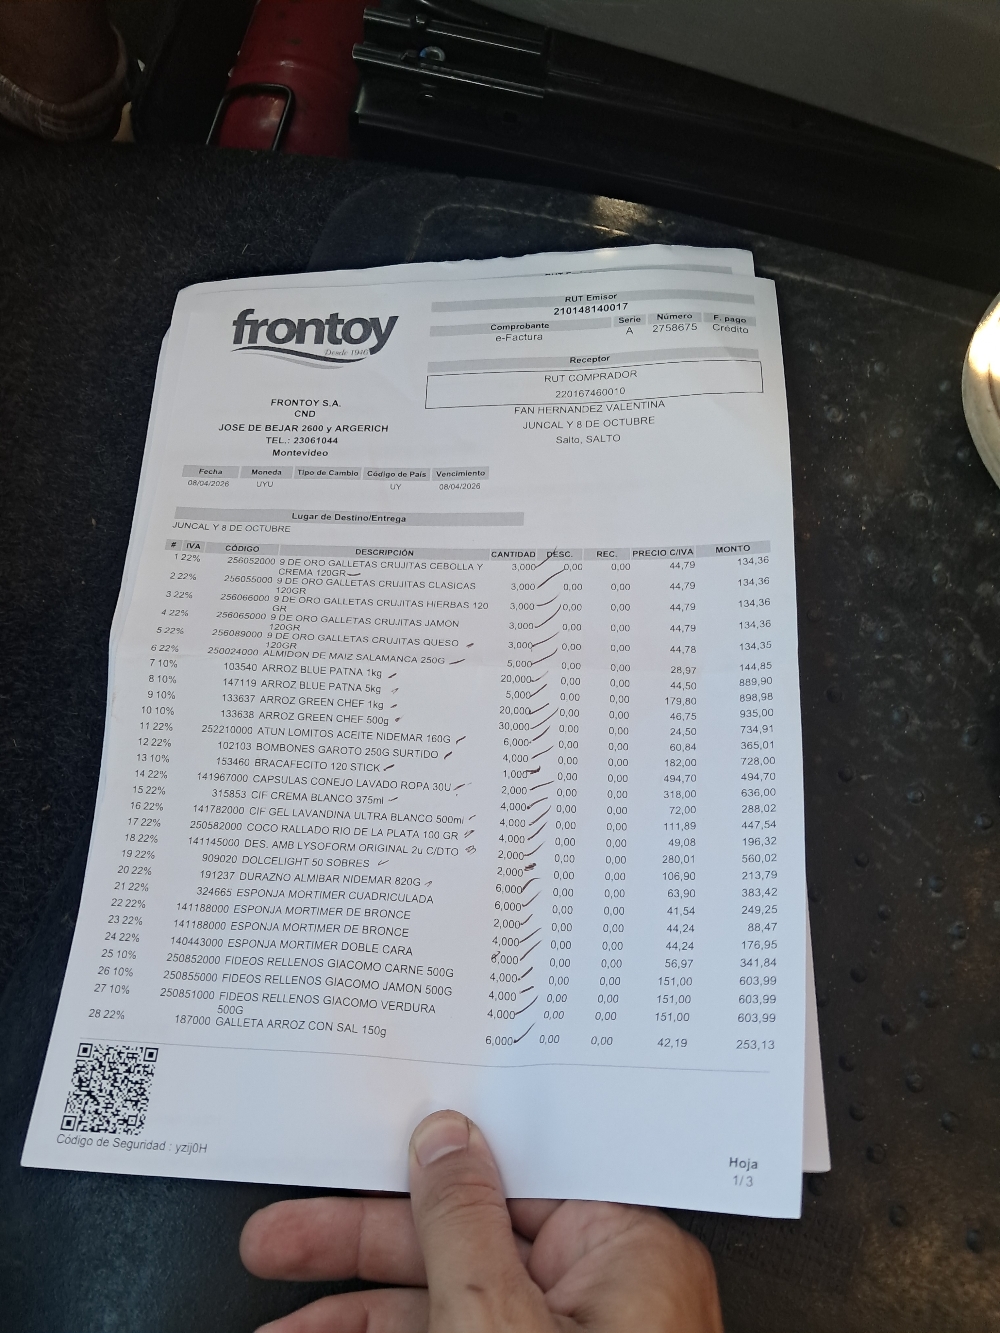 frontoy
Desde 1946
RUT Emisor
210148140017
Comprobante Serie Número F. pago
e-Factura A 2758675 Crédito
Receptor
RUT COMPRADOR
220167460010
FAN HERNANDEZ VALENTINA
JUNCAL Y 8 DE OCTUBRE
Salto, SALTO
FRONTOY S.A.
CND
JOSE DE BEJAR 2600 y ARGERICH
TEL.: 23061044
Montevideo
Fecha Moneda Tipo de Cambio Código de País Vencimiento
08/04/2026 UYU UY 08/04/2026
Lugar de Destino/Entrega
JUNCAL Y 8 DE OCTUBRE
# IVA CÓDIGO DESCRIPCIÓN CANTIDAD DESC. REC. PRECIO C/IVA MONTO
1 22% 256052000 9 DE ORO GALLETAS CRUJITAS CEBOLLA Y 3,000 0,00 0,00 44,79 134,36
CREMA 120GR
2 22% 256055000 9 DE ORO GALLETAS CRUJITAS CLASICAS 3,000 0,00 0,00 44,79 134,36
120GR
3 22% 256066000 9 DE ORO GALLETAS CRUJITAS HIERBAS 120 3,000 0,00 0,00 44,79 134,36
GR
4 22% 256065000 9 DE ORO GALLETAS CRUJITAS JAMON 3,000 0,00 0,00 44,79 134,36
120GR
5 22% 256089000 9 DE ORO GALLETAS CRUJITAS QUESO 3,000 0,00 0,00 44,78 134,35
120GR
6 22% 250024000 ALMIDON DE MAIZ SALAMANCA 250G 5,000 0,00 0,00 28,97 144,85
7 10% 103540 ARROZ BLUE PATNA 1kg 20,000 0,00 0,00 44,50 889,90
8 10% 147119 ARROZ BLUE PATNA 5kg 5,000 0,00 0,00 179,80 898,98
9 10% 133637 ARROZ GREEN CHEF 1kg 20,000 0,00 0,00 46,75 935,00
10 10% 133638 ARROZ GREEN CHEF 500g 30,000 0,00 0,00 24,50 734,91
11 22% 252210000 ATUN LOMITOS ACEITE NIDEMAR 160G 6,000 0,00 0,00 60,84 365,01
12 22% 102103 BOMBONES GAROTO 250G SURTIDO 4,000 0,00 0,00 182,00 728,00
13 10% 153460 BRACAFECITO 120 STICK 1,000 0,00 0,00 494,70 494,70
14 22% 141967000 CAPSULAS CONEJO LAVADO ROPA 30U 2,000 0,00 0,00 318,00 636,00
15 22% 315853 CIF CREMA BLANCO 375ml 4,000 0,00 0,00 72,00 288,02
16 22% 141782000 CIF GEL LAVANDINA ULTRA BLANCO 500ml 4,000 0,00 0,00 111,89 447,54
17 22% 250582000 COCO RALLADO RIO DE LA PLATA 100 GR 4,000 0,00 0,00 49,08 196,32
18 22% 141145000 DES. AMB LYSOFORM ORIGINAL 2u C/DTO 2,000 0,00 0,00 280,01 560,02
19 22% 909020 DOLCELIGHT 50 SOBRES 2,000 0,00 0,00 106,90 213,79
20 22% 191237 DURAZNO ALMIBAR NIDEMAR 820G 6,000 0,00 0,00 63,90 383,42
21 22% 324665 ESPONJA MORTIMER CUADRICULADA 6,000 0,00 0,00 41,54 249,25
22 22% 141188000 ESPONJA MORTIMER DE BRONCE 2,000 0,00 0,00 44,24 88,47
23 22% 141188000 ESPONJA MORTIMER DE BRONCE 4,000 0,00 0,00 44,24 176,95
24 22% 140443000 ESPONJA MORTIMER DOBLE CARA 6,000 0,00 0,00 56,97 341,84
25 10% 250852000 FIDEOS RELLENOS GIACOMO CARNE 500G 4,000 0,00 0,00 151,00 603,99
26 10% 250855000 FIDEOS RELLENOS GIACOMO JAMON 500G 4,000 0,00 0,00 151,00 603,99
27 10% 250851000 FIDEOS RELLENOS GIACOMO VERDURA 4,000 0,00 0,00 151,00 603,99
500G
28 22% 187000 GALLETA ARROZ CON SAL 150g 6,000 0,00 0,00 42,19 253,13
Código de Seguridad : yzij0H
Hoja
1/3